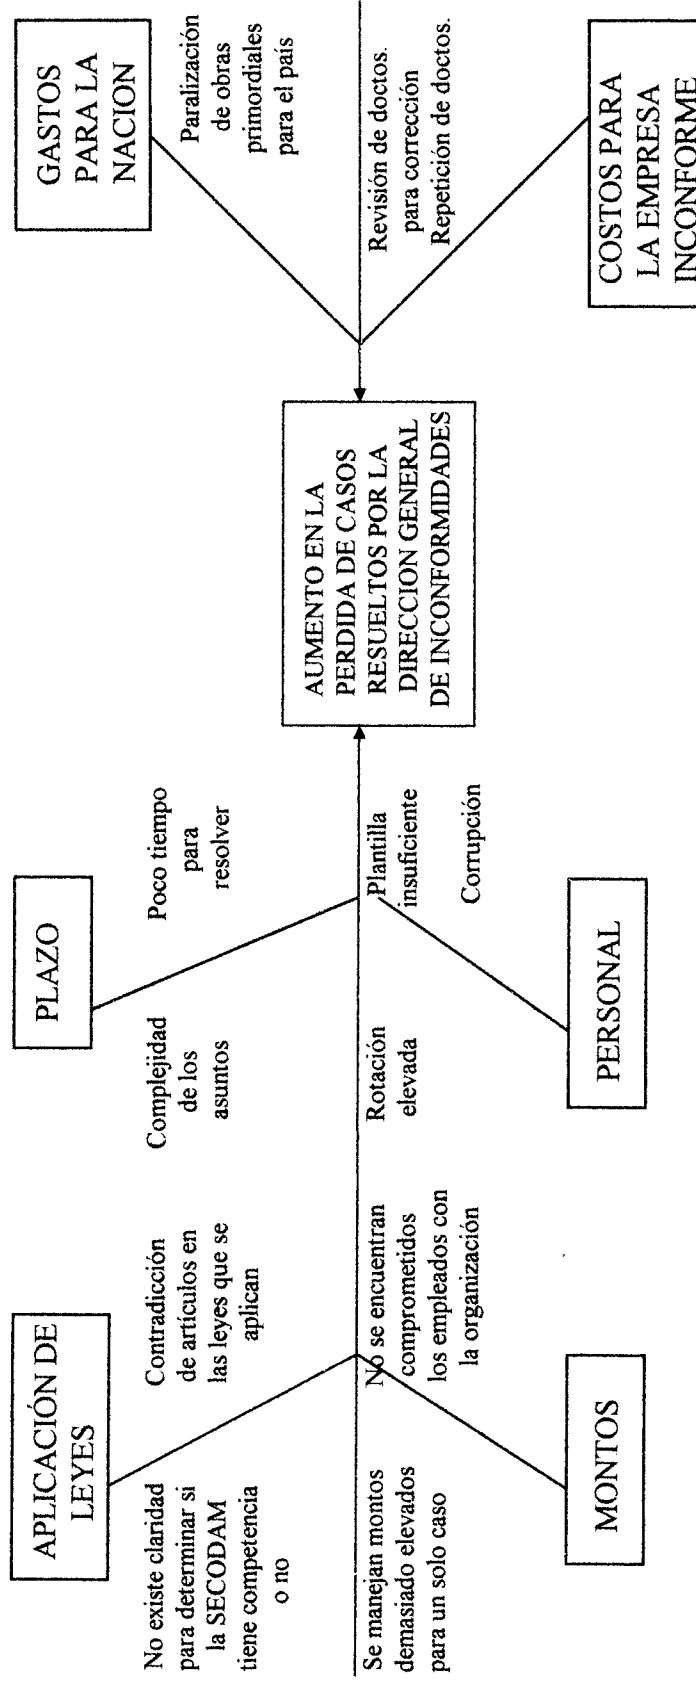 APLICACIÓN DE
LEYES
PLAZO
GASTOS
PARA LA
NACION
No existe claridad
para determinar si
la SECODAM
tiene competencia
o no
Contradicción
de artículos en
las leyes que se
aplican
Complejidad
de los
asuntos
Poco tiempo
para
resolver
Paralización
de obras
primordiales
para el país
AUMENTO EN LA
PERDIDA DE CASOS
RESUELTOS POR LA
DIRECCION GENERAL
DE INCONFORMIDADES
Se manejan montos
demasiado elevados
para un solo caso
No se encuentran
comprometidos
los empleados con
la organización
Rotación
elevada
Plantilla
insuficiente
Corrupción
Revisión de doctos.
para corrección
Repetición de doctos.
MONTOS
PERSONAL
COSTOS PARA
LA EMPRESA
INCONFORME